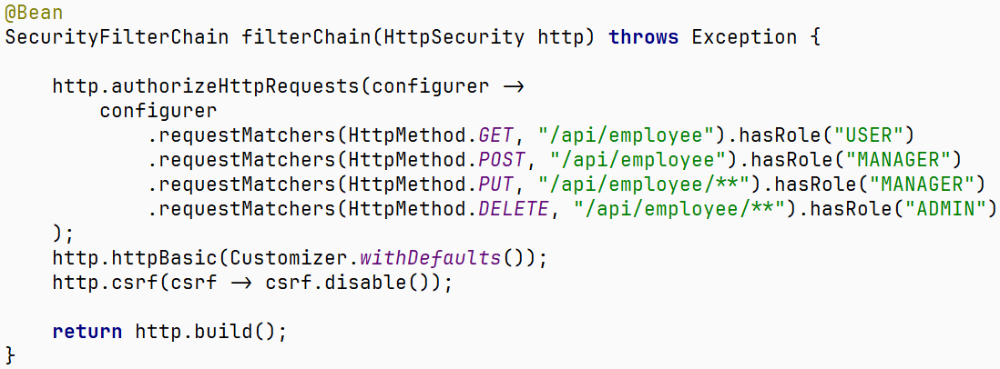 @Bean
SecurityFilterChain filterChain(HttpSecurity http) throws Exception {
http.authorizeHttpRequests(configurer ->
configurer
.requestMatchers(HttpMethod.GET, "/api/employee").hasRole("USER")
.requestMatchers(HttpMethod.POST, "/api/employee").hasRole("MANAGER")
.requestMatchers(HttpMethod.PUT, "/api/employee/**").hasRole("MANAGER")
.requestMatchers(HttpMethod.DELETE, "/api/employee/**").hasRole("ADMIN")
);
http.httpBasic(Customizer.withDefaults());
http.csrf(csrf -> csrf.disable());
return http.build();
}